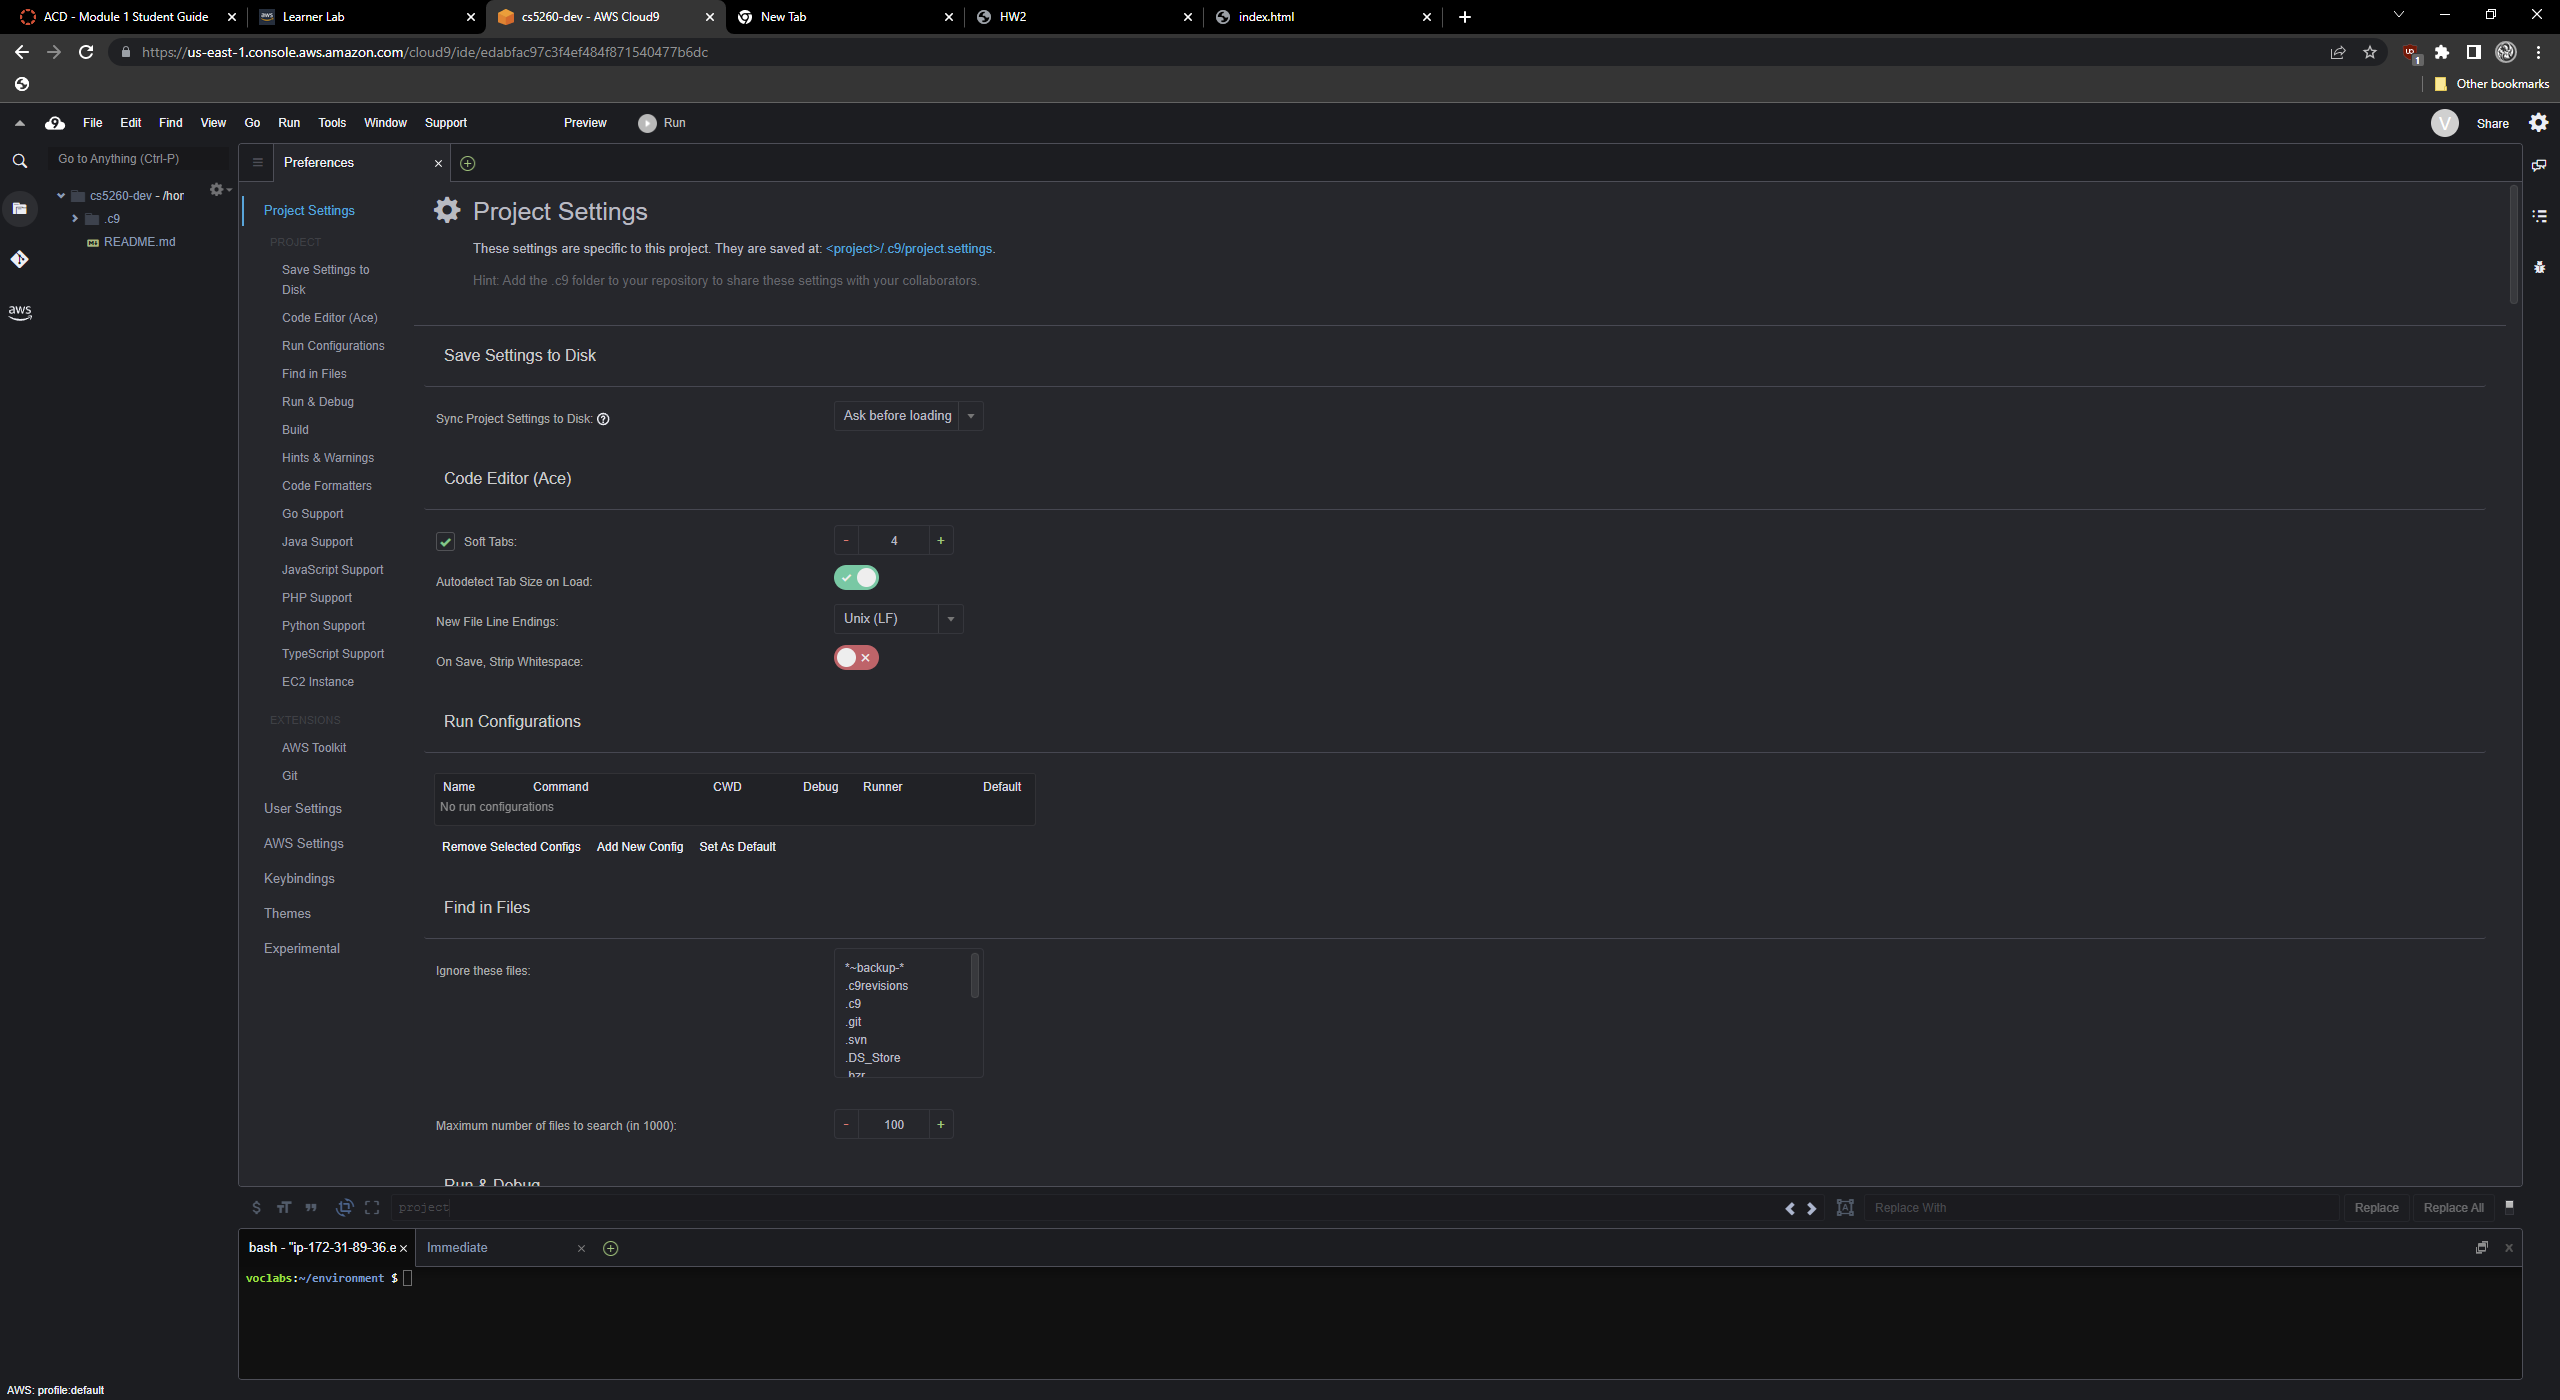 ACD - Module 1 Student Guide
Learner Lab
cs5260-dev - AWS Cloud9
New Tab
HW2
index.html
https://us-east-1.console.aws.amazon.com/cloud9/ide/edabfac97c3f4ef484f871540477b6dc
1
Other bookmarks
File Edit Find View Go Run Tools Window Support Preview Run
V Share
Go to Anything (Ctrl-P)
cs5260-dev - /hor
.c9
README.md
aws
Preferences
Project Settings
PROJECT
Save Settings to
Disk
Code Editor (Ace)
Run Configurations
Find in Files
Run & Debug
Build
Hints & Warnings
Code Formatters
Go Support
Java Support
JavaScript Support
PHP Support
Python Support
TypeScript Support
EC2 Instance
EXTENSIONS
AWS Toolkit
Git
User Settings
AWS Settings
Keybindings
Themes
Experimental
Project Settings
These settings are specific to this project. They are saved at: <project>/.c9/project.settings.
Hint: Add the .c9 folder to your repository to share these settings with your collaborators.
Save Settings to Disk
Sync Project Settings to Disk: Ask before loading
Code Editor (Ace)
Soft Tabs: - 4 +
Autodetect Tab Size on Load:
New File Line Endings: Unix (LF)
On Save, Strip Whitespace:
Run Configurations
Name Command CWD Debug Runner Default
No run configurations
Remove Selected Configs Add New Config Set As Default
Find in Files
Ignore these files:
*~backup-*
.c9revisions
.c9
.git
.svn
.DS_Store
.bzr
Maximum number of files to search (in 1000): - 100 +
Run & Debug
project
Replace With Replace Replace All
bash - "ip-172-31-89-36.e
Immediate
voclabs:~/environment $
AWS: profile:default